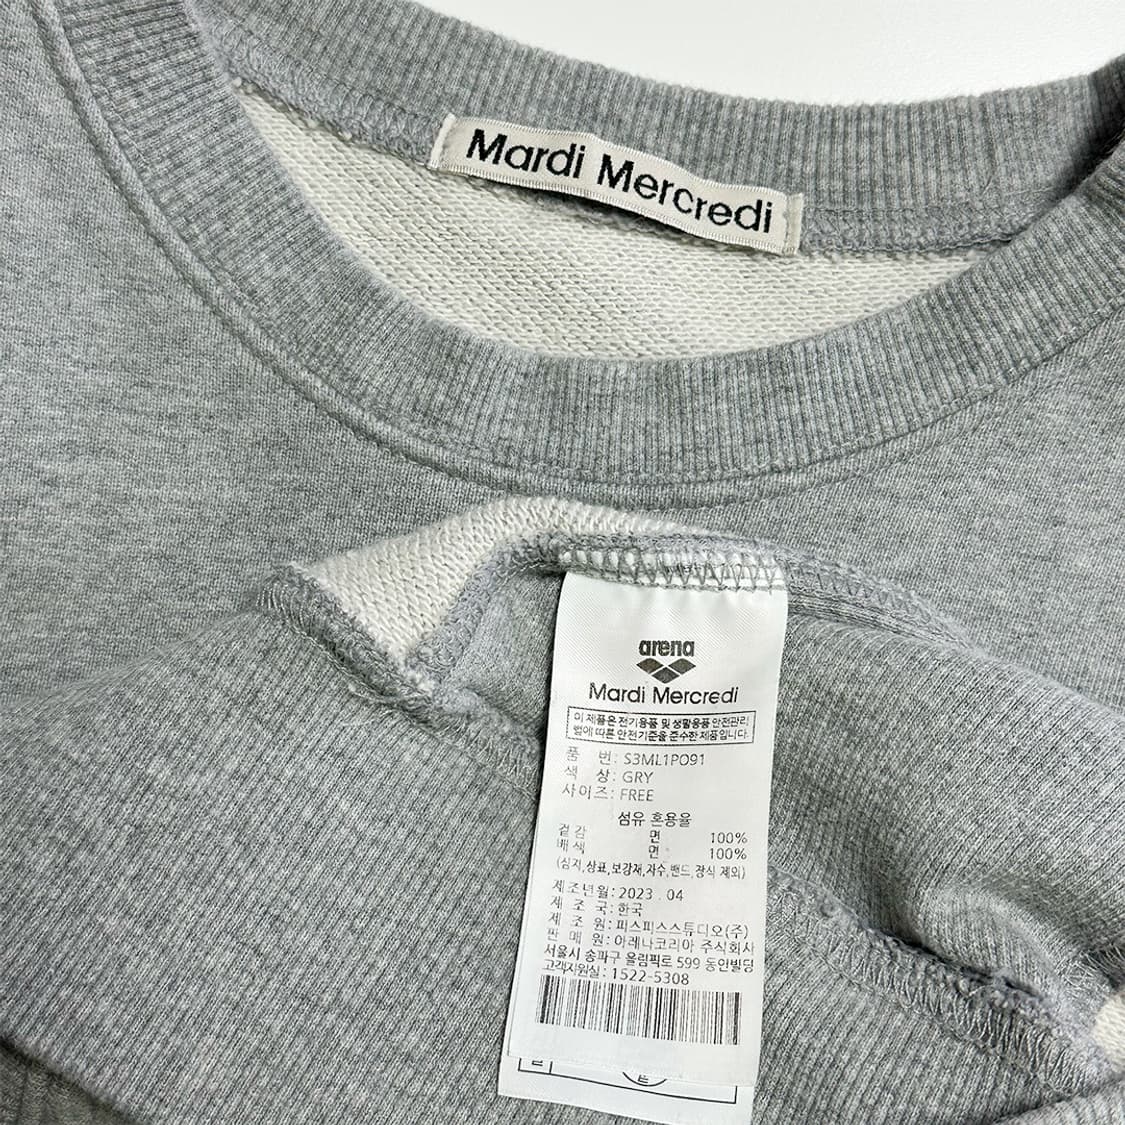 Mardi Mercredi
arena
Mardi Mercredi
이 제품은 전기용품 및 생활용품 안전관리
법에 따른 안전기준을 준수한 제품입니다.
품 번: S3ML1PO91
색 상: GRY
사이즈: FREE
섬유 혼용율
겉감 면 100%
배색 면 100%
(심지,상표,보강재,자수,밴드,장식 제외)
제조년월: 2023 . 04
제 조 국: 한국
제 조 원: 피스피스스튜디오(주)
판 매 원: 아레나코리아 주식회사
서울시 송파구 올림픽로 599 동인빌딩
고객지원실: 1522-5308